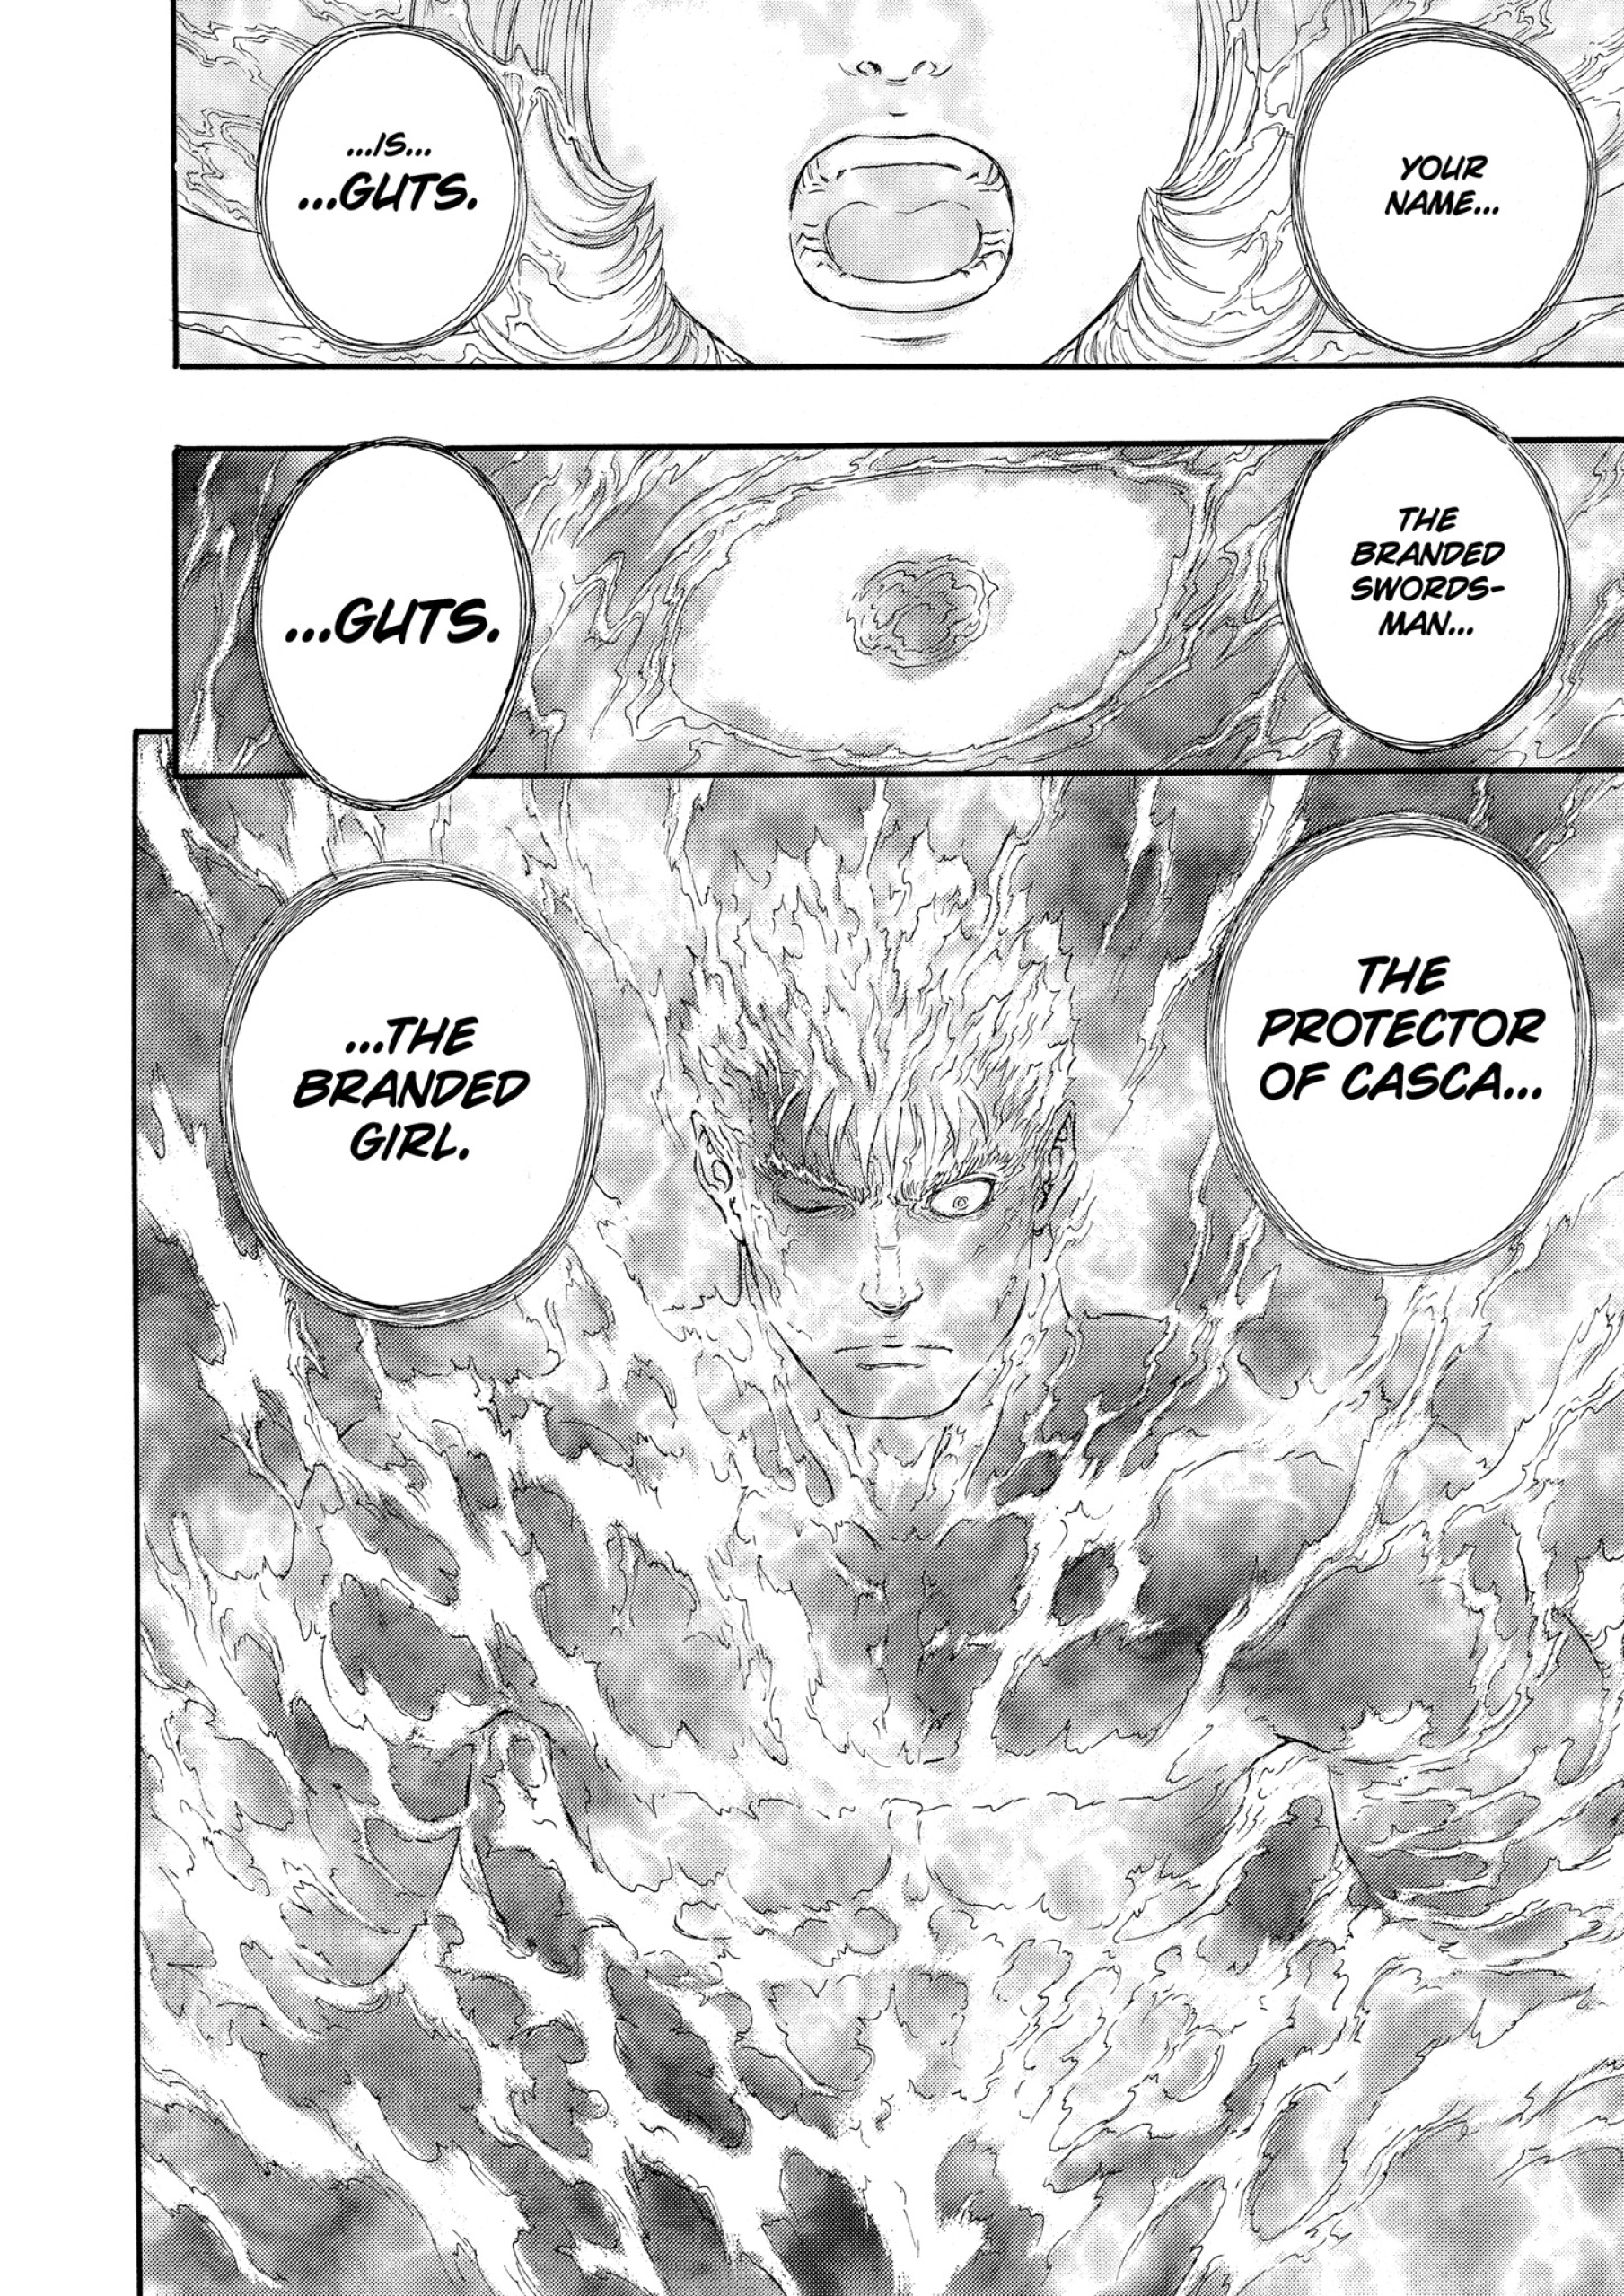 YOUR
NAME...
...IS...
...GUTS.
THE
BRANDED
SWORDS-
MAN...
...GUTS.
THE
PROTECTOR
OF CASCA...
...THE
BRANDED
GIRL.